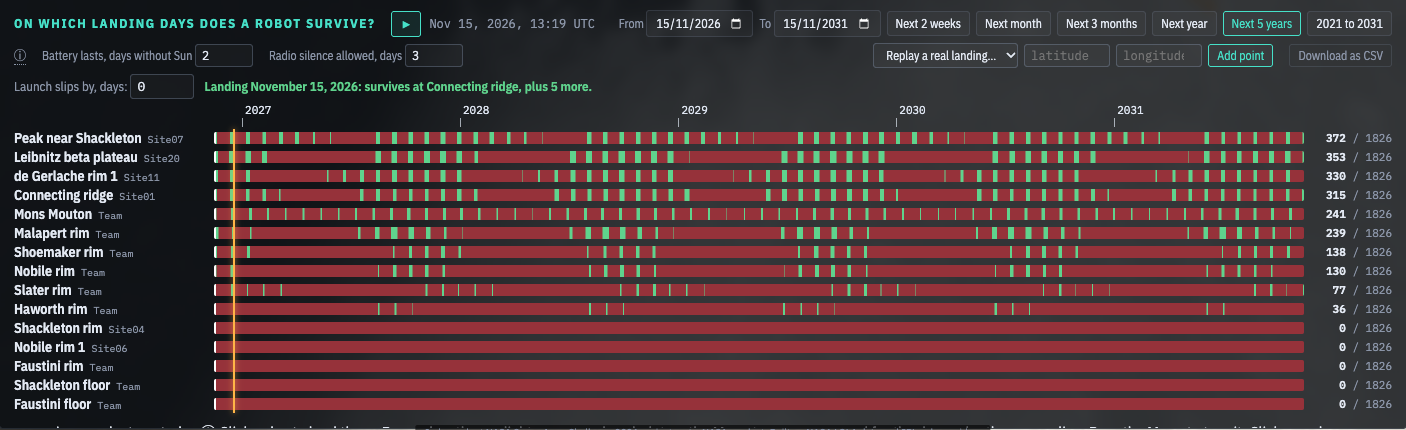 ON WHICH LANDING DAYS DOES A ROBOT SURVIVE? ▶ Nov 15, 2026, 13:19 UTC From 15/11/2026 To 15/11/2031 Next 2 weeks Next month Next 3 months Next year Next 5 years 2021 to 2031
ⓘ Battery lasts, days without Sun 2 Radio silence allowed, days 3 Replay a real landing... latitude longitude Add point Download as CSV
Launch slips by, days: 0 Landing November 15, 2026: survives at Connecting ridge, plus 5 more.
2027 2028 2029 2030 2031
Peak near Shackleton Site07 372 / 1826
Leibnitz beta plateau Site20 353 / 1826
de Gerlache rim 1 Site11 330 / 1826
Connecting ridge Site01 315 / 1826
Mons Mouton Team 241 / 1826
Malapert rim Team 239 / 1826
Shoemaker rim Team 138 / 1826
Nobile rim Team 130 / 1826
Slater rim Team 77 / 1826
Haworth rim Team 36 / 1826
Shackleton rim Site04 0 / 1826
Nobile rim 1 Site06 0 / 1826
Faustini rim Team 0 / 1826
Shackleton floor Team 0 / 1826
Faustini floor Team 0 / 1826